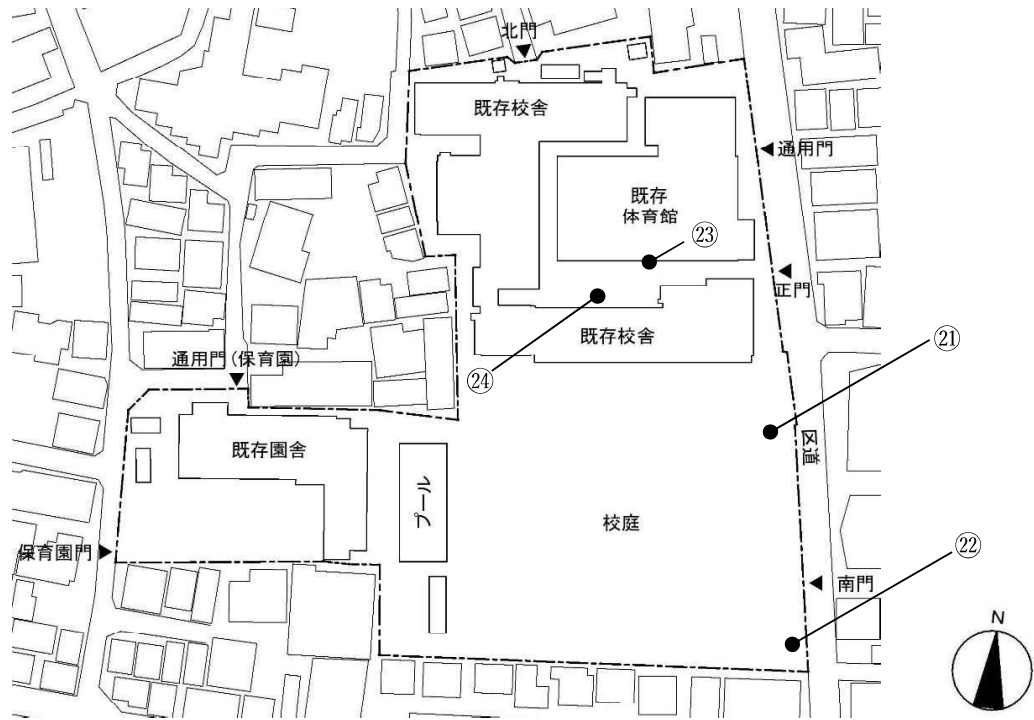 北門
既存校舎
通用門
既存
体育館
㉓
正門
㉔
既存校舎
㉑
通用門(保育園)
区道
既存園舎
プール
校庭
㉒
保育園門
南門
N